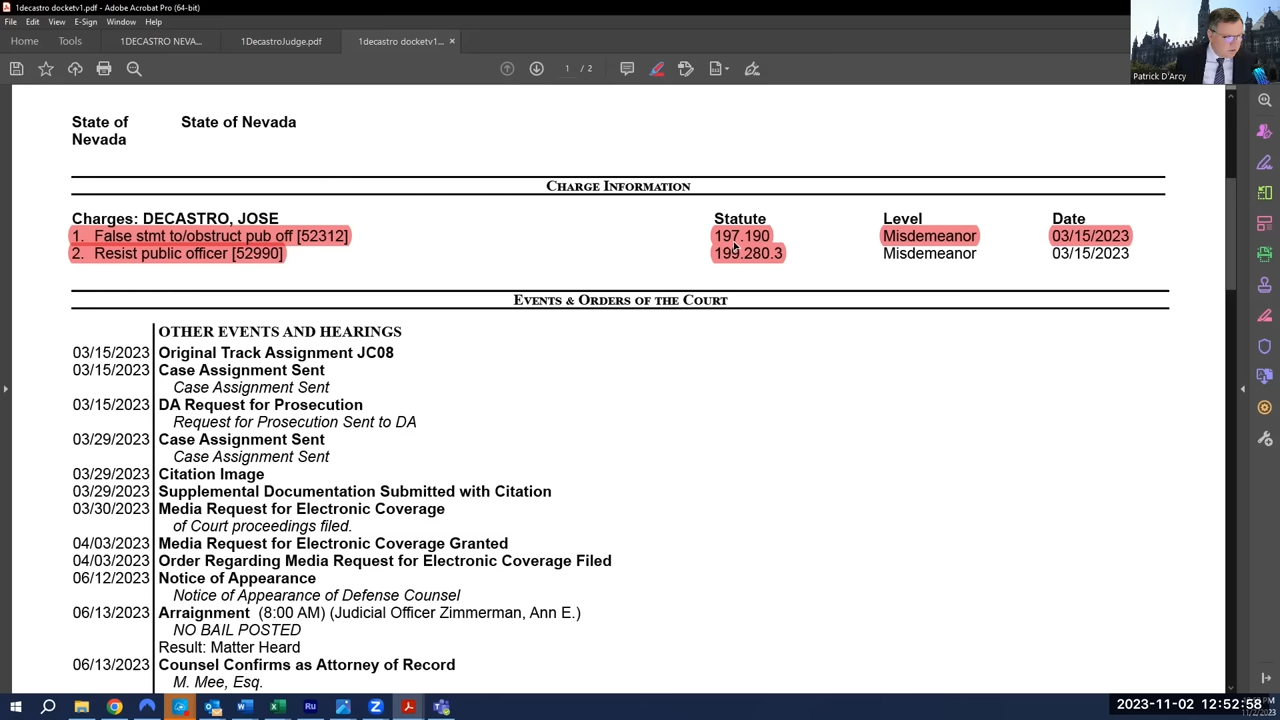 1decastro docketv1.pdf - Adobe Acrobat Pro (64-bit)
File Edit View E-Sign Window Help
Home Tools 1DECASTRO NEVA... 1DecastroJudge.pdf 1decastro docketv1... ×
1 / 2
Patrick D'Arcy
State of Nevada State of Nevada
CHARGE INFORMATION
Charges: DECASTRO, JOSE Statute Level Date
1. False stmt to/obstruct pub off [52312] 197.190 Misdemeanor 03/15/2023
2. Resist public officer [52990] 199.280.3 Misdemeanor 03/15/2023
EVENTS & ORDERS OF THE COURT
OTHER EVENTS AND HEARINGS
03/15/2023 Original Track Assignment JC08
03/15/2023 Case Assignment Sent
Case Assignment Sent
03/15/2023 DA Request for Prosecution
Request for Prosecution Sent to DA
03/29/2023 Case Assignment Sent
Case Assignment Sent
03/29/2023 Citation Image
03/29/2023 Supplemental Documentation Submitted with Citation
03/30/2023 Media Request for Electronic Coverage
of Court proceedings filed.
04/03/2023 Media Request for Electronic Coverage Granted
04/03/2023 Order Regarding Media Request for Electronic Coverage Filed
06/12/2023 Notice of Appearance
Notice of Appearance of Defense Counsel
06/13/2023 Arraignment (8:00 AM) (Judicial Officer Zimmerman, Ann E.)
NO BAIL POSTED
Result: Matter Heard
06/13/2023 Counsel Confirms as Attorney of Record
M. Mee, Esq.
2023-11-02 12:52:58
11/2/2023